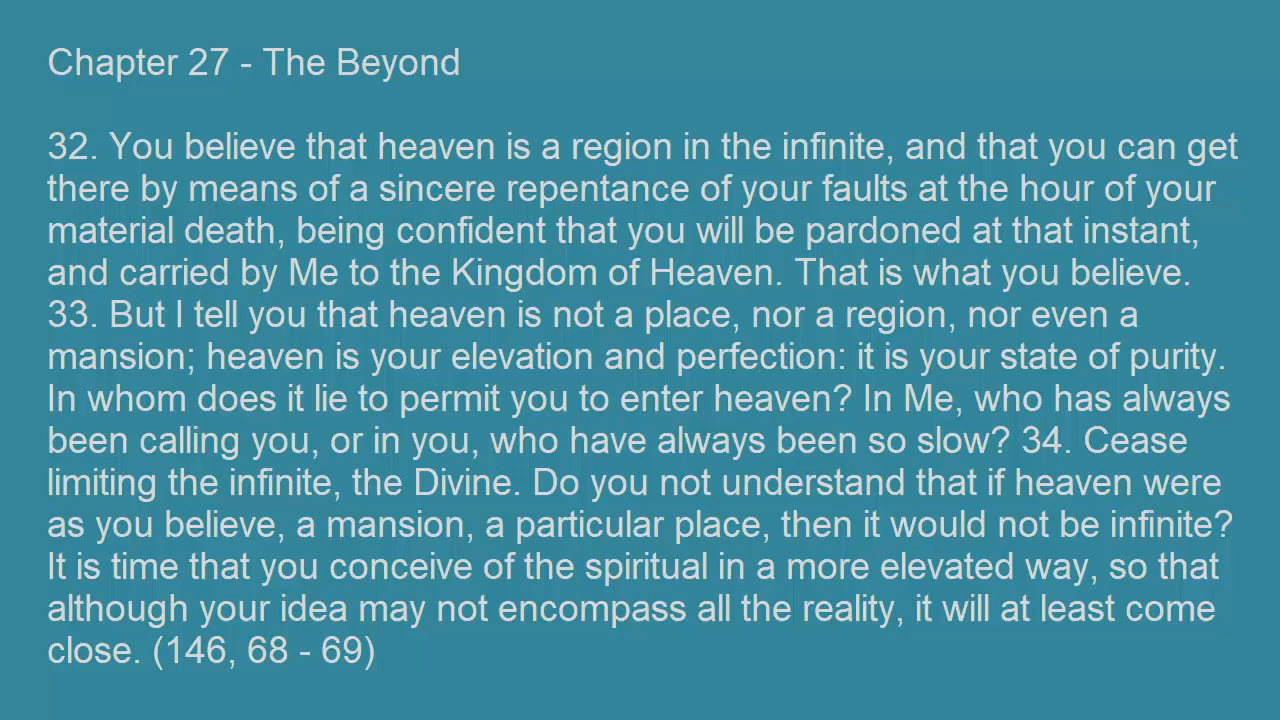 Chapter 27 - The Beyond
32. You believe that heaven is a region in the infinite, and that you can get
there by means of a sincere repentance of your faults at the hour of your
material death, being confident that you will be pardoned at that instant,
and carried by Me to the Kingdom of Heaven. That is what you believe.
33. But I tell you that heaven is not a place, nor a region, nor even a
mansion; heaven is your elevation and perfection: it is your state of purity.
In whom does it lie to permit you to enter heaven? In Me, who has always
been calling you, or in you, who have always been so slow? 34. Cease
limiting the infinite, the Divine. Do you not understand that if heaven were
as you believe, a mansion, a particular place, then it would not be infinite?
It is time that you conceive of the spiritual in a more elevated way, so that
although your idea may not encompass all the reality, it will at least come
close. (146, 68 - 69)